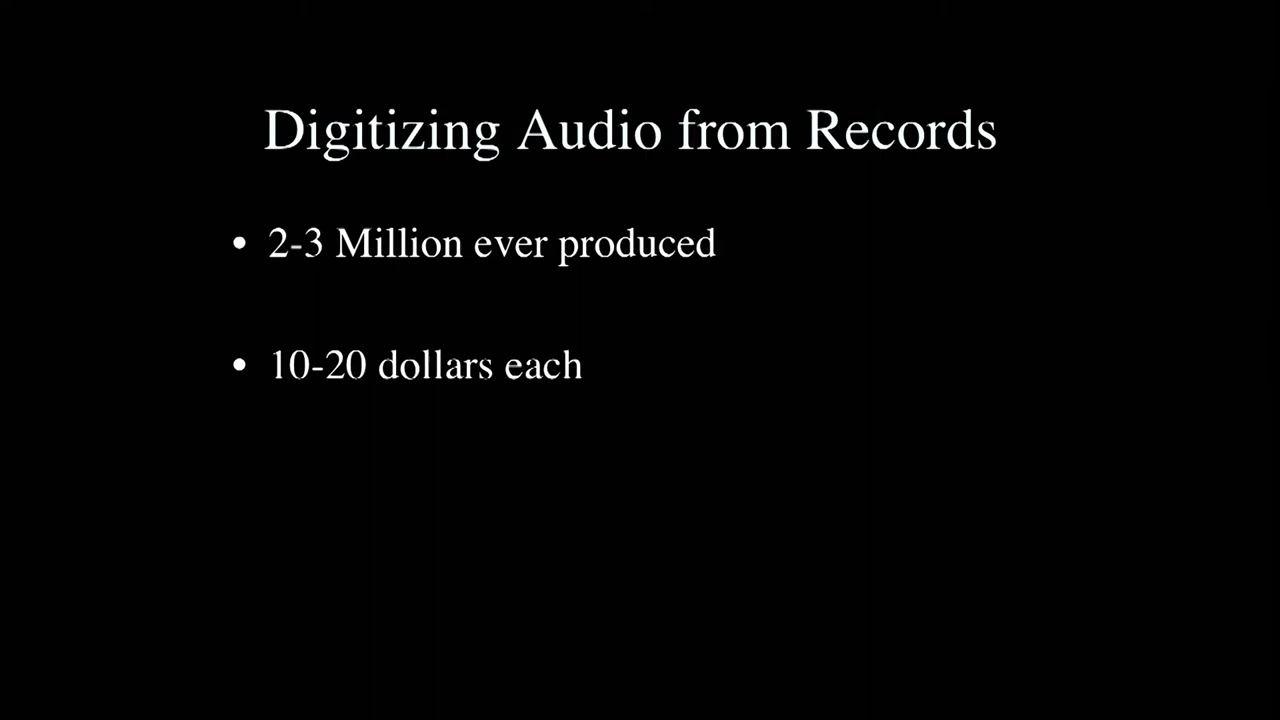 Digitizing Audio from Records
• 2-3 Million ever produced
• 10-20 dollars each